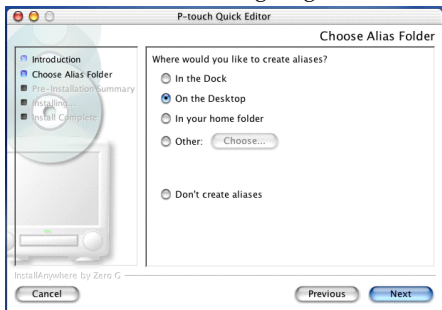 P-touch Quick Editor
Choose Alias Folder
Introduction
Choose Alias Folder
Pre-Installation Summary
Installing...
Install Complete
Where would you like to create aliases?
In the Dock
On the Desktop
In your home folder
Other: Choose...
Don't create aliases
InstallAnywhere by Zero G
Cancel Previous Next